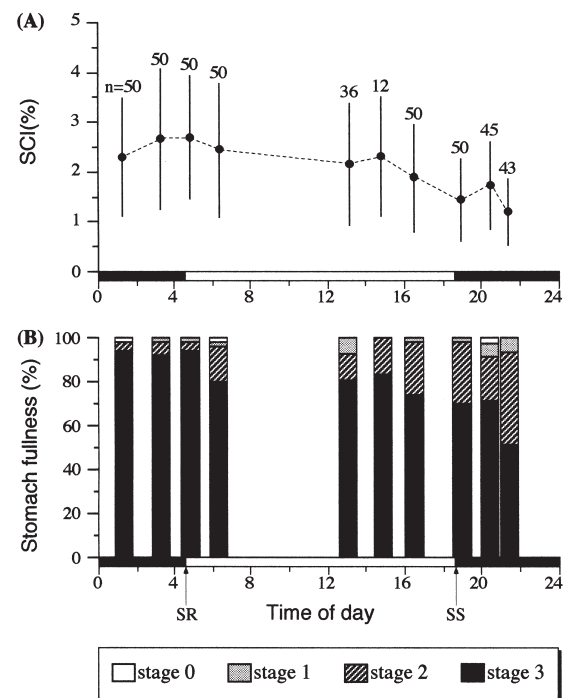 (A)
SCI(%)
5
4
3
2
1
0
n=50
50
50
50
36
12
50
50
45
43
0 4 8 12 16 20 24
(B)
Stomach fullness (%)
100
80
60
40
20
0
0 4 8 12 16 20 24
SR
Time of day
SS
stage 0 stage 1 stage 2 stage 3